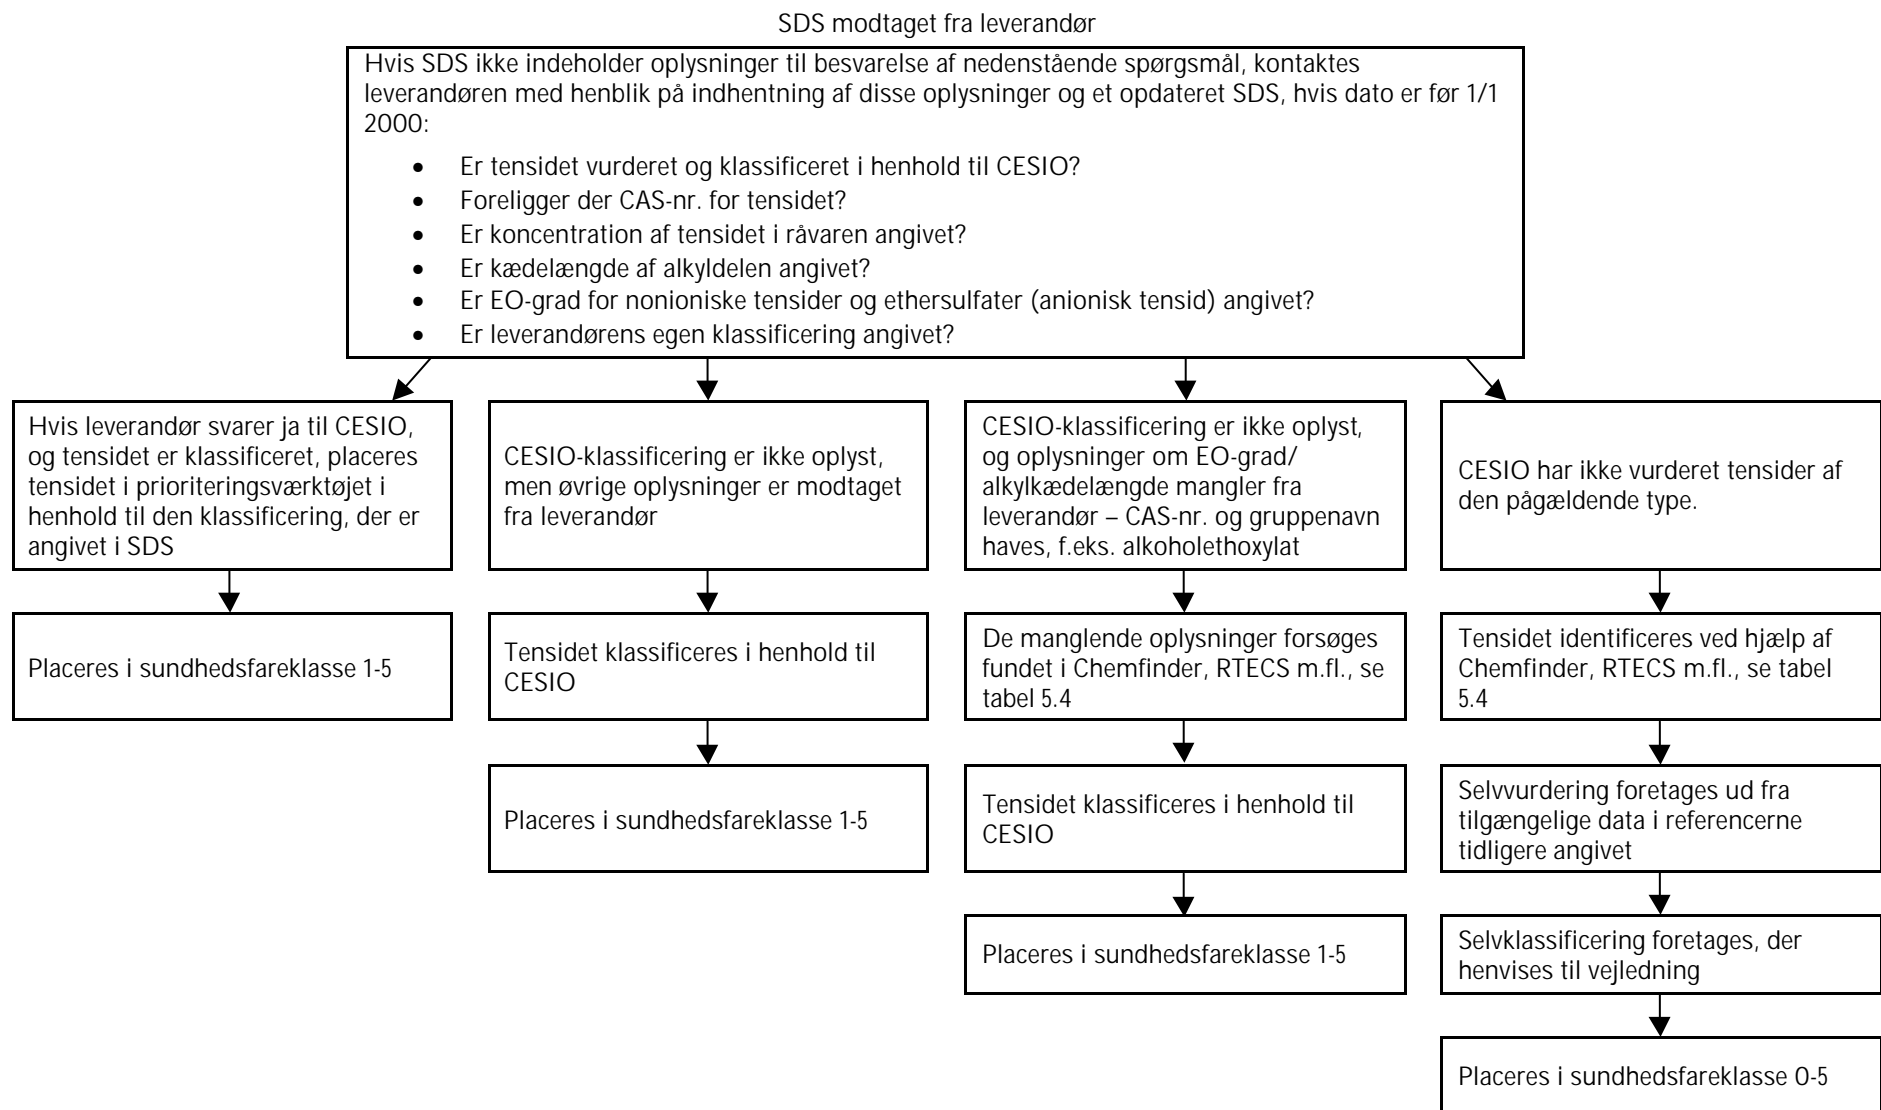 SDS modtaget fra leverandør
Hvis SDS ikke indeholder oplysninger til besvarelse af nedenstående spørgsmål, kontaktes
leverandøren med henblik på indhentning af disse oplysninger og et opdateret SDS, hvis dato er før 1/1
2000:
• Er tensidet vurderet og klassificeret i henhold til CESIO?
• Foreligger der CAS-nr. for tensidet?
• Er koncentration af tensidet i råvaren angivet?
• Er kædelængde af alkyldelen angivet?
• Er EO-grad for nonioniske tensider og ethersulfater (anionisk tensid) angivet?
• Er leverandørens egen klassificering angivet?
Hvis leverandør svarer ja til CESIO,
og tensidet er klassificeret, placeres
tensidet i prioriteringsværktøjet i
henhold til den klassificering, der er
angivet i SDS
Placeres i sundhedsfareklasse 1-5
CESIO-klassificering er ikke oplyst,
men øvrige oplysninger er modtaget
fra leverandør
Tensidet klassificeres i henhold til
CESIO
Placeres i sundhedsfareklasse 1-5
CESIO-klassificering er ikke oplyst,
og oplysninger om EO-grad/
alkylkædelængde mangler fra
leverandør – CAS-nr. og gruppenavn
haves, f.eks. alkoholethoxylat
De manglende oplysninger forsøges
fundet i Chemfinder, RTECS m.fl., se
tabel 5.4
Tensidet klassificeres i henhold til
CESIO
Placeres i sundhedsfareklasse 1-5
CESIO har ikke vurderet tensider af
den pågældende type.
Tensidet identificeres ved hjælp af
Chemfinder, RTECS m.fl., se tabel
5.4
Selvvurdering foretages ud fra
tilgængelige data i referencerne
tidligere angivet
Selvklassificering foretages, der
henvises til vejledning
Placeres i sundhedsfareklasse 0-5